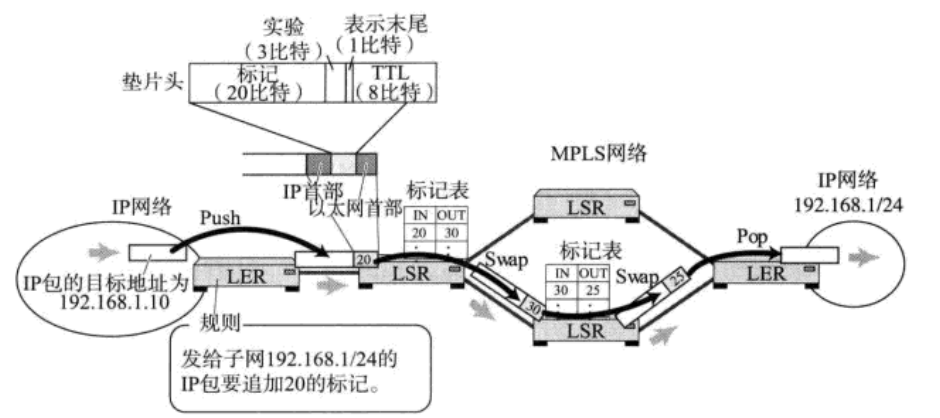 实验
（3比特）
表示末尾
（1比特）
垫片头
标记
（20比特）
TTL
（8比特）
IP首部
以太网首部
标记表
IN OUT
20 30
· ·
MPLS网络
LSR
IP网络
192.168.1/24
IP网络
Push
IP包的目标地址为
192.168.1.10
LER
20
LSR
Swap
30
标记表
IN OUT
30 25
· ·
LSR
Swap
25
Pop
LER
规则
发给子网192.168.1/24的
IP包要追加20的标记。